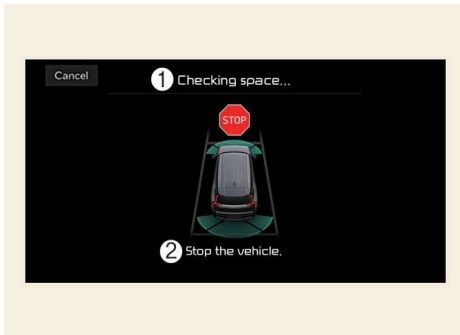 Cancel
1 Checking space...
STOP
2 Stop the vehicle.